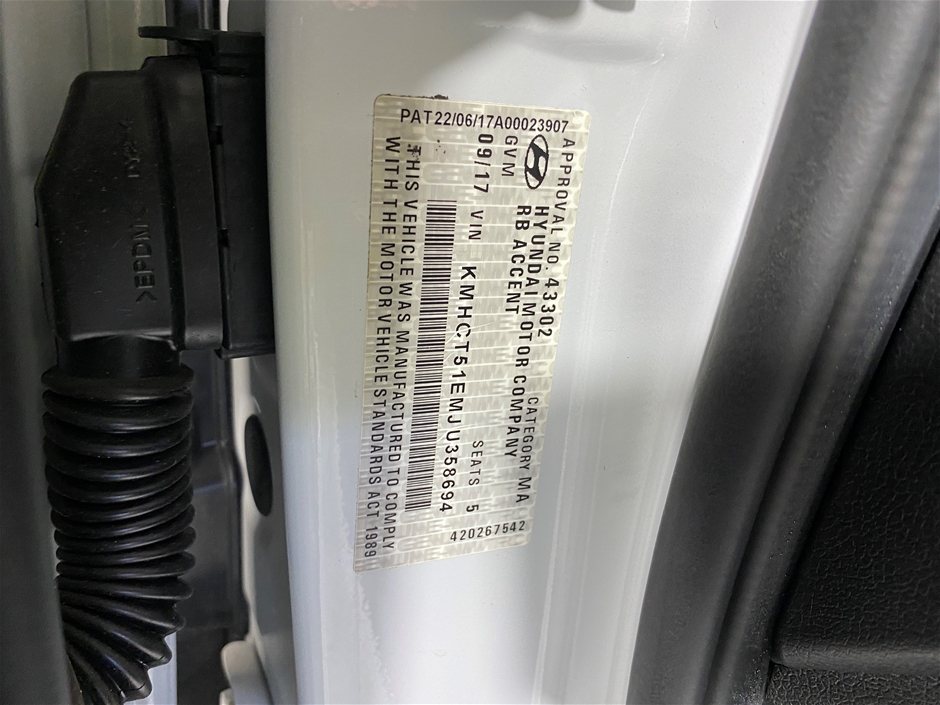 PAT22/06/17A00023907
APPROVAL NO. 43302 CATEGORY MA
HYUNDAI MOTOR COMPANY
RB ACCENT
GVM SEATS 5
09/17 VIN KMHCT51EMJU358694
THIS VEHICLE WAS MANUFACTURED TO COMPLY
WITH THE MOTOR VEHICLE STANDARDS ACT 1989
420267542
>EPDM<